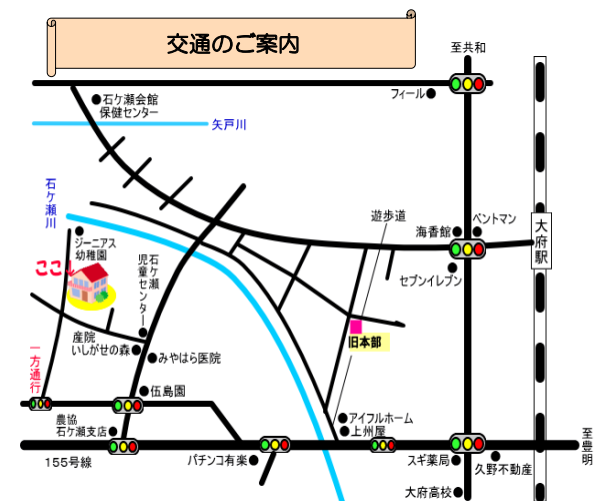 交通のご案内
至共和
石ケ瀬会館
保健センター
フィール
矢戸川
石ケ瀬川
遊歩道
海香館
ベントマン
大府駅
ジーニアス
幼稚園
ここ
石ケ瀬
児童センター
セブンイレブン
旧本部
産院
いしがせの森
みやはら医院
一方通行
伍島園
農協
石ケ瀬支店
アイフルホーム
上州屋
至豊明
155号線
パチンコ有楽
スギ薬局
久野不動産
大府高校